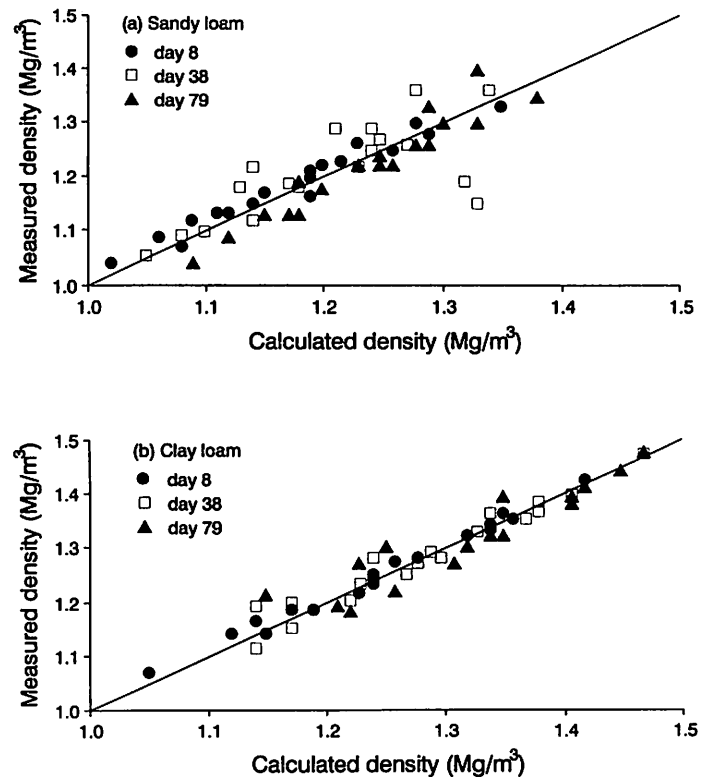 (a) Sandy loam
day 8
day 38
day 79
Measured density (Mg/m³)
1.5
1.4
1.3
1.2
1.1
1.0
1.0 1.1 1.2 1.3 1.4 1.5
Calculated density (Mg/m³)
(b) Clay loam
day 8
day 38
day 79
Measured density (Mg/m³)
1.5
1.4
1.3
1.2
1.1
1.0
1.0 1.1 1.2 1.3 1.4 1.5
Calculated density (Mg/m³)